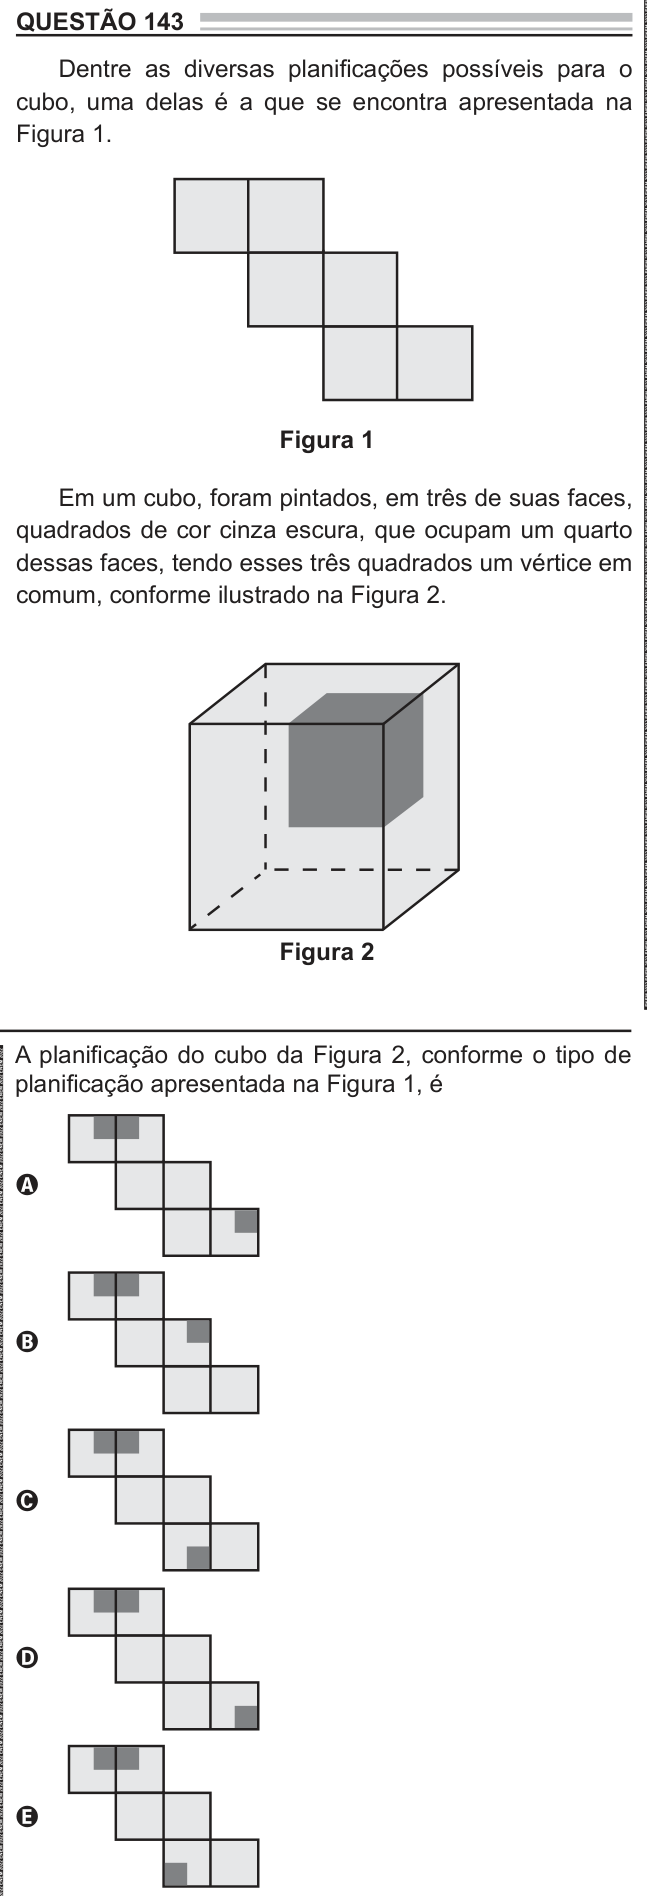 QUESTÃO 143
Dentre as diversas planificações possíveis para o
cubo, uma delas é a que se encontra apresentada na
Figura 1.
Figura 1
Em um cubo, foram pintados, em três de suas faces,
quadrados de cor cinza escura, que ocupam um quarto
dessas faces, tendo esses três quadrados um vértice em
comum, conforme ilustrado na Figura 2.
Figura 2
A planificação do cubo da Figura 2, conforme o tipo de
planificação apresentada na Figura 1, é
A
B
C
D
E